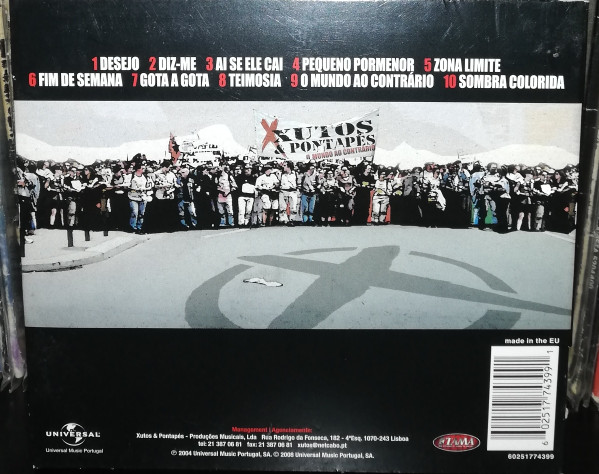 1 DESEJO 2 DIZ-ME 3 AI SE ELE CAI 4 PEQUENO PORMENOR 5 ZONA LIMITE
6 FIM DE SEMANA 7 GOTA A GOTA 8 TEIMOSIA 9 O MUNDO AO CONTRÁRIO 10 SOMBRA COLORIDA
XUTOS
PONTAPÉS
O MUNDO AO CONTRÁRIO
made in the EU
6 02517 74399 1
Management | Agenciamento:
Xutos & Pontapés - Produções Musicais, Lda Rua Rodrigo da Fonseca, 182 - 4ºEsq. 1070-243 Lisboa
tel: 21 387 06 81 fax: 21 387 06 81 xutos@netcabo.pt
℗ 2004 Universal Music Portugal, SA. © 2008 Universal Music Portugal, SA.
UNIVERSAL
Universal Music Portugal
60251774399